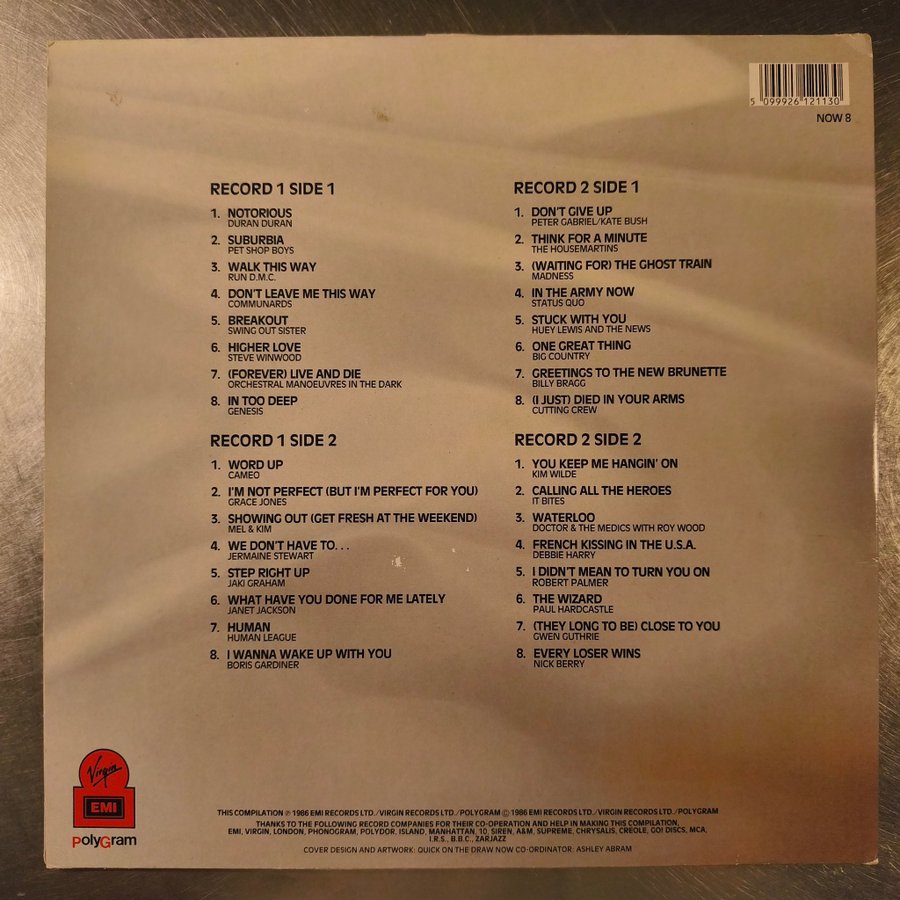 5 099926 121130
NOW 8
RECORD 1 SIDE 1
1. NOTORIOUS
DURAN DURAN
2. SUBURBIA
PET SHOP BOYS
3. WALK THIS WAY
RUN D.M.C.
4. DON'T LEAVE ME THIS WAY
COMMUNARDS
5. BREAKOUT
SWING OUT SISTER
6. HIGHER LOVE
STEVE WINWOOD
7. (FOREVER) LIVE AND DIE
ORCHESTRAL MANOEUVRES IN THE DARK
8. IN TOO DEEP
GENESIS
RECORD 1 SIDE 2
1. WORD UP
CAMEO
2. I'M NOT PERFECT (BUT I'M PERFECT FOR YOU)
GRACE JONES
3. SHOWING OUT (GET FRESH AT THE WEEKEND)
MEL & KIM
4. WE DON'T HAVE TO...
JERMAINE STEWART
5. STEP RIGHT UP
JAKI GRAHAM
6. WHAT HAVE YOU DONE FOR ME LATELY
JANET JACKSON
7. HUMAN
HUMAN LEAGUE
8. I WANNA WAKE UP WITH YOU
BORIS GARDINER
RECORD 2 SIDE 1
1. DON'T GIVE UP
PETER GABRIEL/KATE BUSH
2. THINK FOR A MINUTE
THE HOUSEMARTINS
3. (WAITING FOR) THE GHOST TRAIN
MADNESS
4. IN THE ARMY NOW
STATUS QUO
5. STUCK WITH YOU
HUEY LEWIS AND THE NEWS
6. ONE GREAT THING
BIG COUNTRY
7. GREETINGS TO THE NEW BRUNETTE
BILLY BRAGG
8. (I JUST) DIED IN YOUR ARMS
CUTTING CREW
RECORD 2 SIDE 2
1. YOU KEEP ME HANGIN' ON
KIM WILDE
2. CALLING ALL THE HEROES
IT BITES
3. WATERLOO
DOCTOR & THE MEDICS WITH ROY WOOD
4. FRENCH KISSING IN THE U.S.A.
DEBBIE HARRY
5. I DIDN'T MEAN TO TURN YOU ON
ROBERT PALMER
6. THE WIZARD
PAUL HARDCASTLE
7. (THEY LONG TO BE) CLOSE TO YOU
GWEN GUTHRIE
8. EVERY LOSER WINS
NICK BERRY
Virgin
EMI
PolyGram
THIS COMPILATION ℗ 1986 EMI RECORDS LTD./VIRGIN RECORDS LTD./POLYGRAM © 1986 EMI RECORDS LTD./VIRGIN RECORDS LTD./POLYGRAM
THANKS TO THE FOLLOWING RECORD COMPANIES FOR THEIR CO-OPERATION AND HELP IN MAKING THIS COMPILATION,
EMI, VIRGIN, LONDON, PHONOGRAM, POLYDOR, ISLAND, MANHATTAN, 10, SIREN, A&M, SUPREME, CHRYSALIS, CREOLE, GO! DISCS, MCA,
I.R.S., B.B.C., ZARJAZZ
COVER DESIGN AND ARTWORK: QUICK ON THE DRAW NOW CO-ORDINATOR: ASHLEY ABRAM